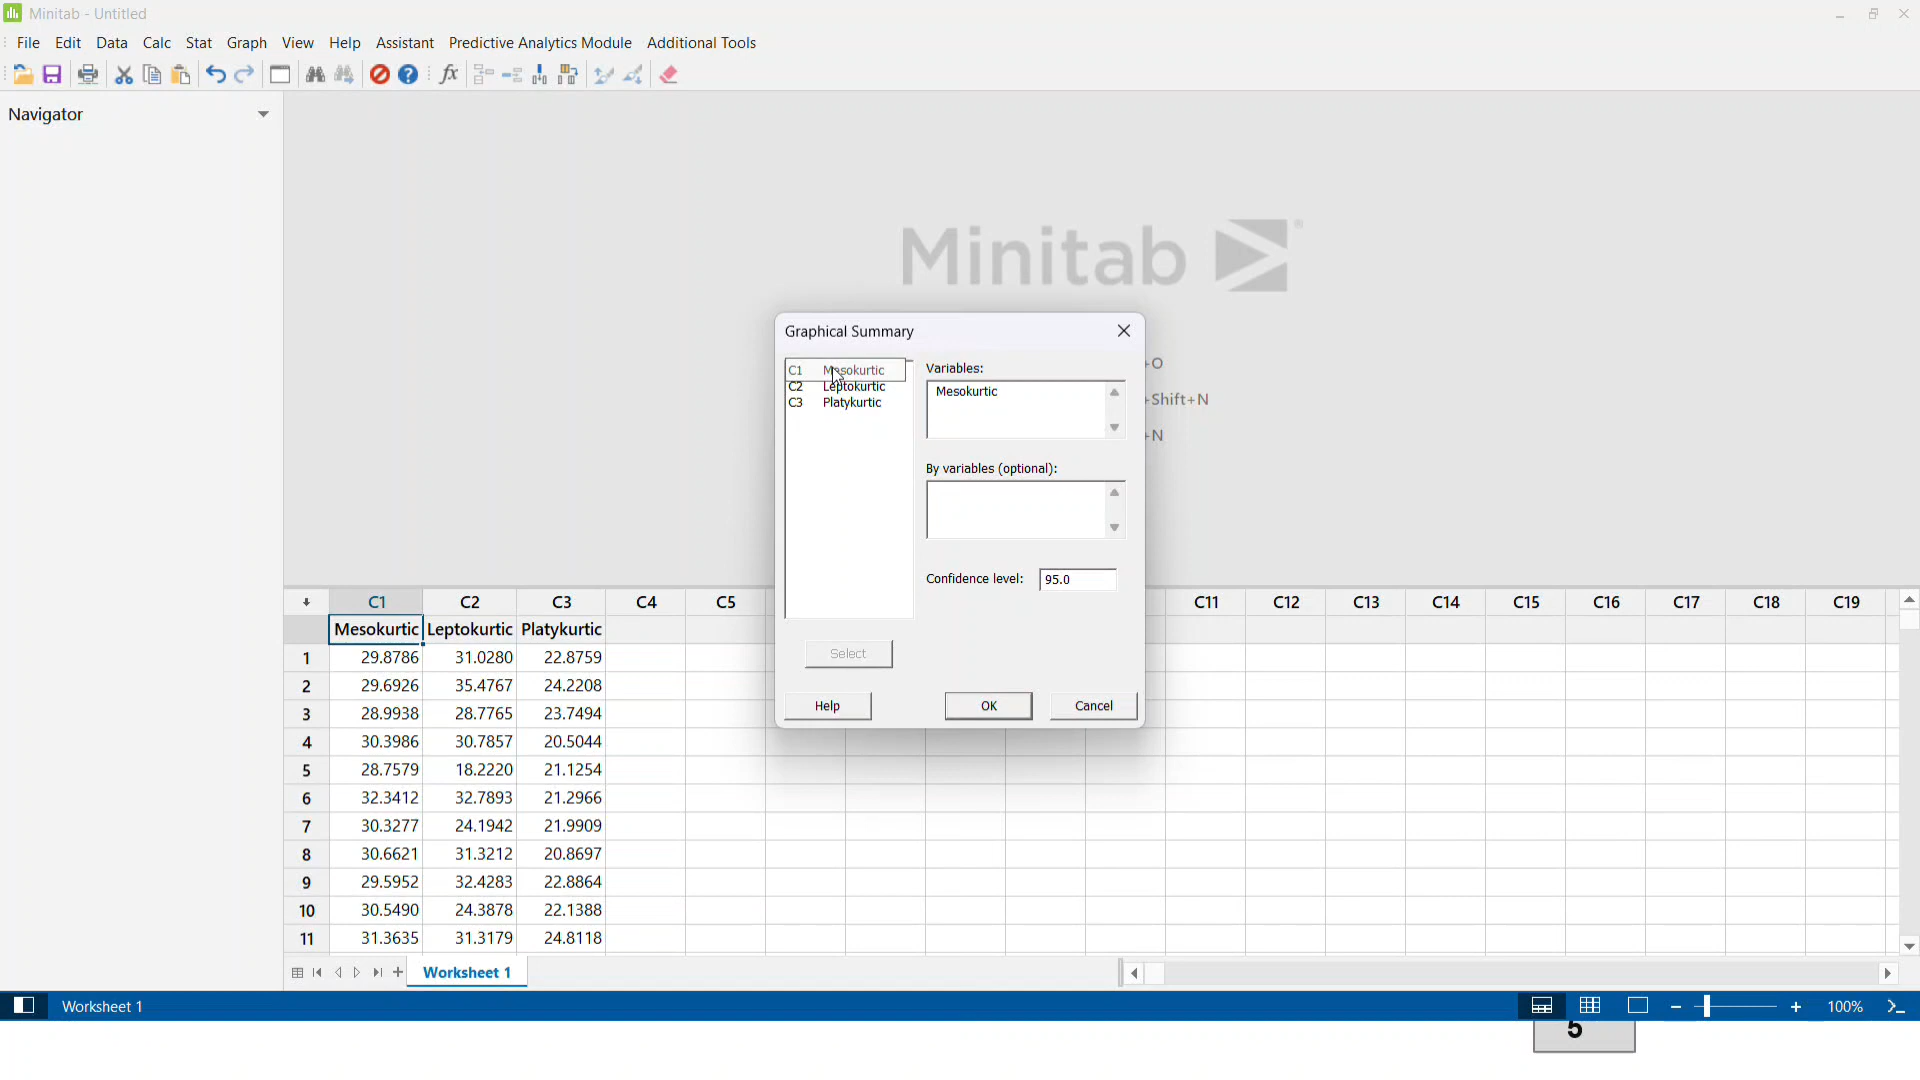 Minitab - Untitled
File Edit Data Calc Stat Graph View Help Assistant Predictive Analytics Module Additional Tools
Navigator
Minitab
+O
+Shift+N
+N
Graphical Summary
C1 Mesokurtic
C2 Leptokurtic
C3 Platykurtic
Variables:
Mesokurtic
By variables (optional):
Confidence level: 95.0
Select
Help OK Cancel
C1 C2 C3 C4 C5 C11 C12 C13 C14 C15 C16 C17 C18 C19
Mesokurtic Leptokurtic Platykurtic
1 29.8786 31.0280 22.8759
2 29.6926 35.4767 24.2208
3 28.9938 28.7765 23.7494
4 30.3986 30.7857 20.5044
5 28.7579 18.2220 21.1254
6 32.3412 32.7893 21.2966
7 30.3277 24.1942 21.9909
8 30.6621 31.3212 20.8697
9 29.5952 32.4283 22.8864
10 30.5490 24.3878 22.1388
11 31.3635 31.3179 24.8118
Worksheet 1
Worksheet 1 100%
5